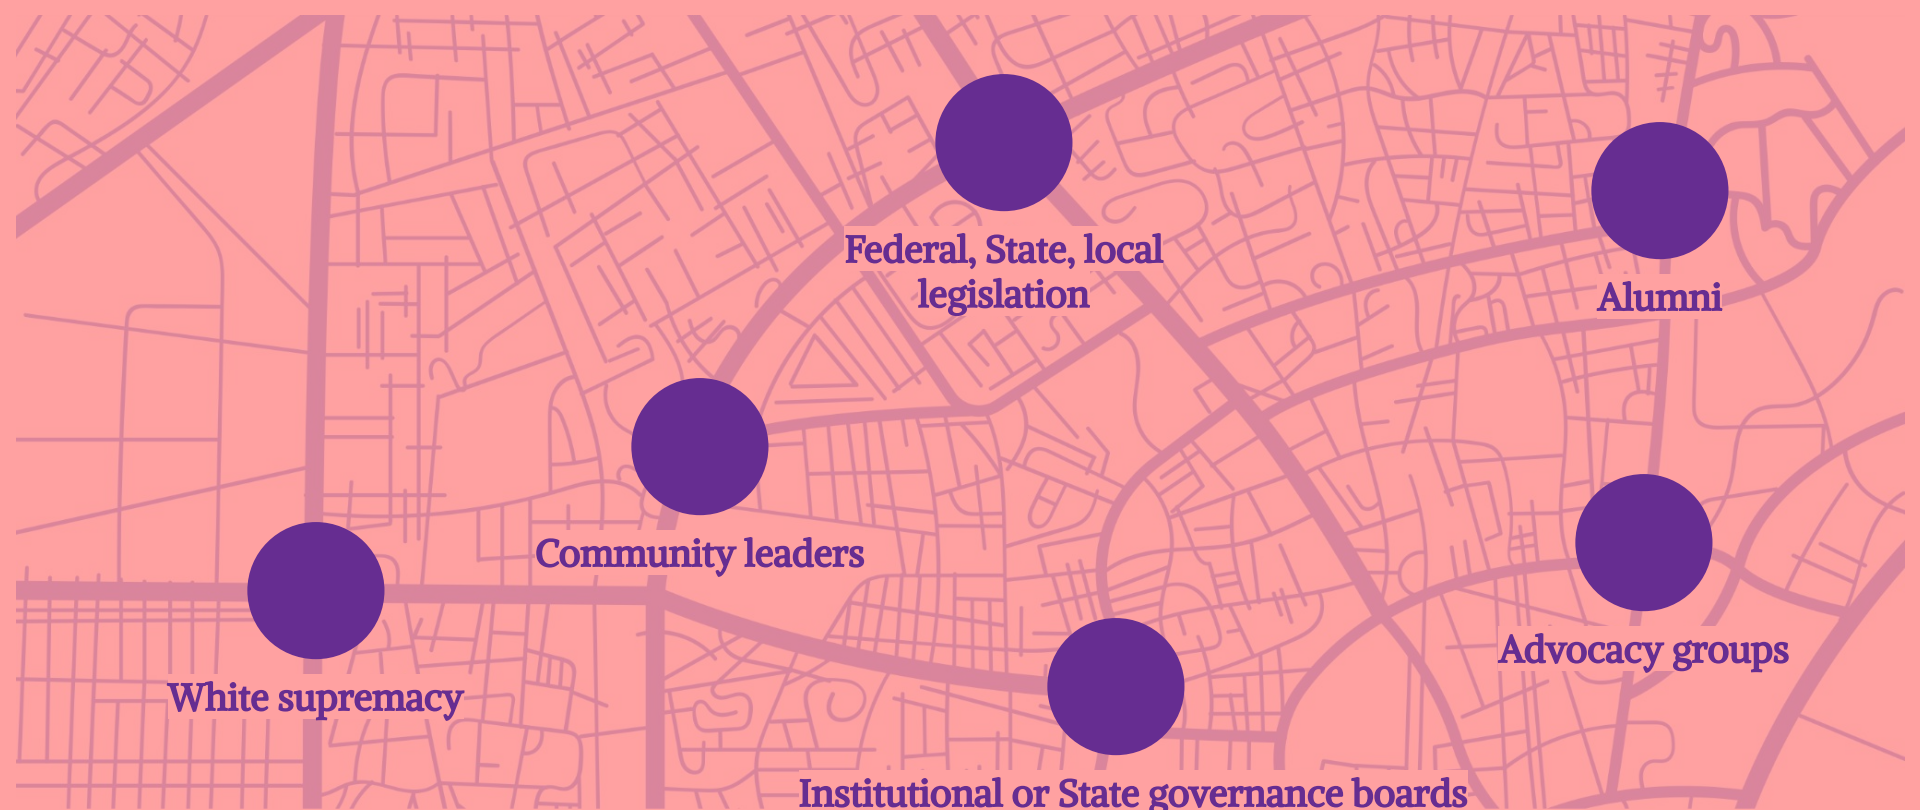 Federal, State, local
legislation
Alumni
Community leaders
Advocacy groups
White supremacy
Institutional or State governance boards